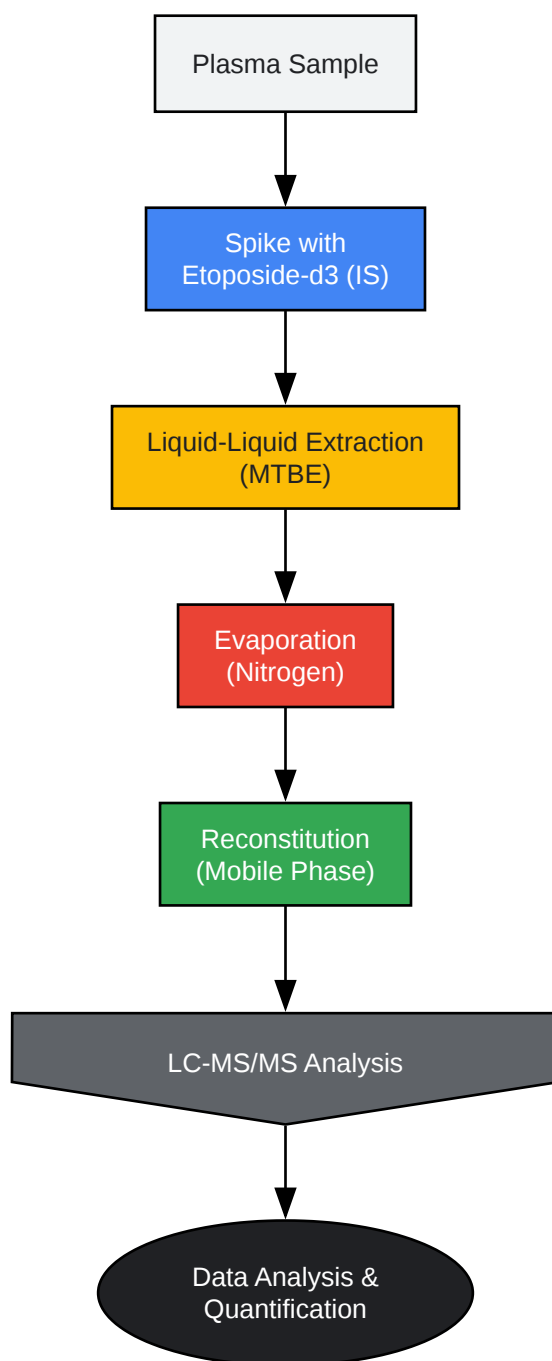 Plasma Sample
Spike with
Etoposide-d3 (IS)
Liquid-Liquid Extraction
(MTBE)
Evaporation
(Nitrogen)
Reconstitution
(Mobile Phase)
LC-MS/MS Analysis
Data Analysis &
Quantification